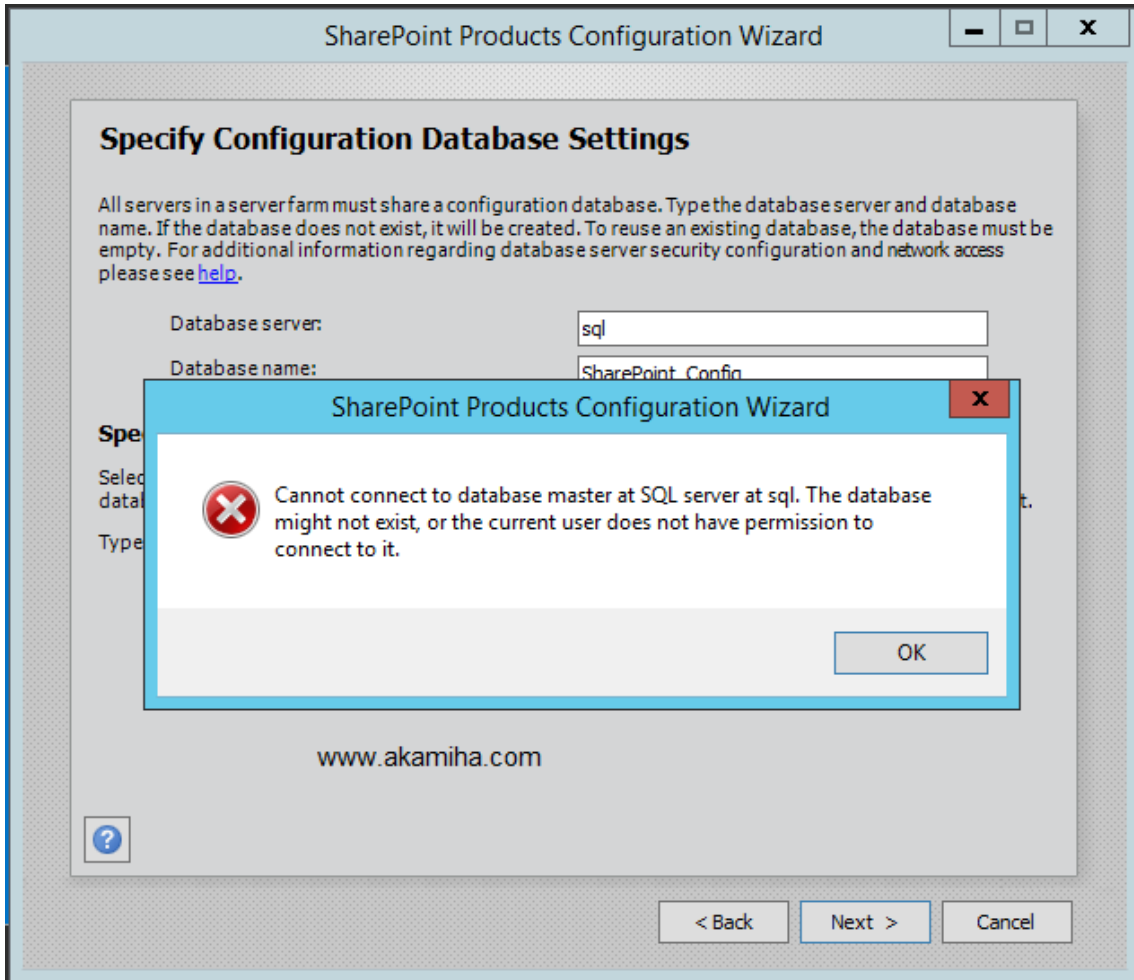 SharePoint Products Configuration Wizard
Specify Configuration Database Settings
All servers in a server farm must share a configuration database. Type the database server and database
name. If the database does not exist, it will be created. To reuse an existing database, the database must be
empty. For additional information regarding database server security configuration and network access
please see help.
Database server: sql
Database name: SharePoint_Config
SharePoint Products Configuration Wizard
Cannot connect to database master at SQL server at sql. The database
might not exist, or the current user does not have permission to
connect to it.
OK
Type
www.akamiha.com
< Back Next > Cancel